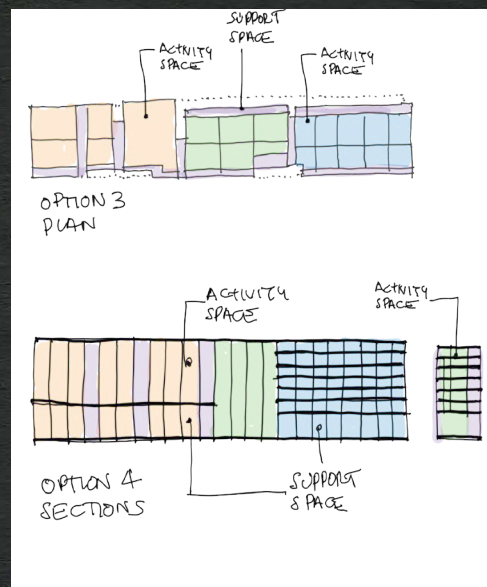 SUPPORT
SPACE
ACTIVITY
SPACE
ACTIVITY
SPACE
OPTION 3
PLAN
ACTIVITY
SPACE
ACTIVITY
SPACE
OPTION 4
SECTIONS
SUPPORT
SPACE